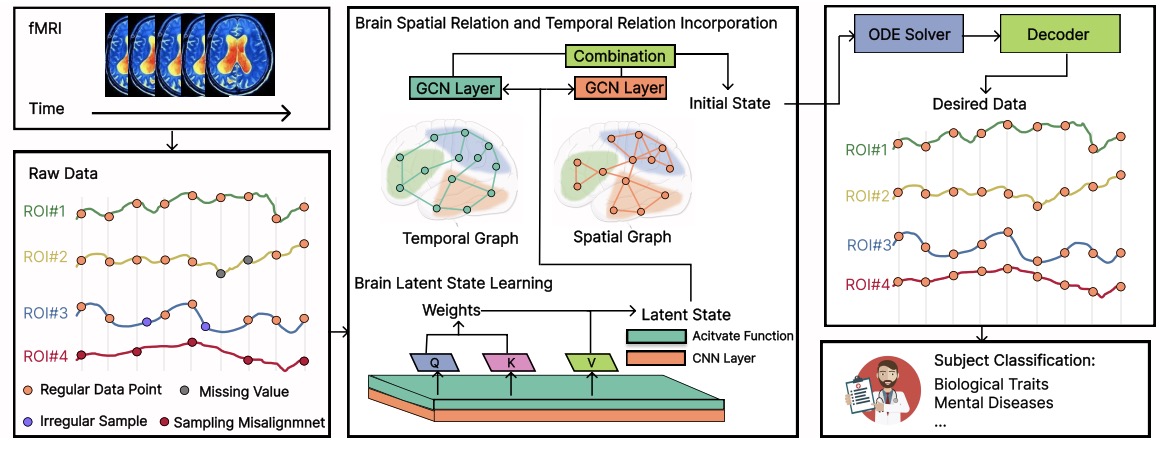 fMRI
Time
Raw Data
ROI#1
ROI#2
ROI#3
ROI#4
Regular Data Point
Missing Value
Irregular Sample
Sampling Misalignmnet
Brain Spatial Relation and Temporal Relation Incorporation
Combination
GCN Layer
GCN Layer
Initial State
Temporal Graph
Spatial Graph
Brain Latent State Learning
Weights
Latent State
Acitvate Function
CNN Layer
Q
K
V
ODE Solver
Decoder
Desired Data
ROI#1
ROI#2
ROI#3
ROI#4
Subject Classification:
Biological Traits
Mental Diseases
...